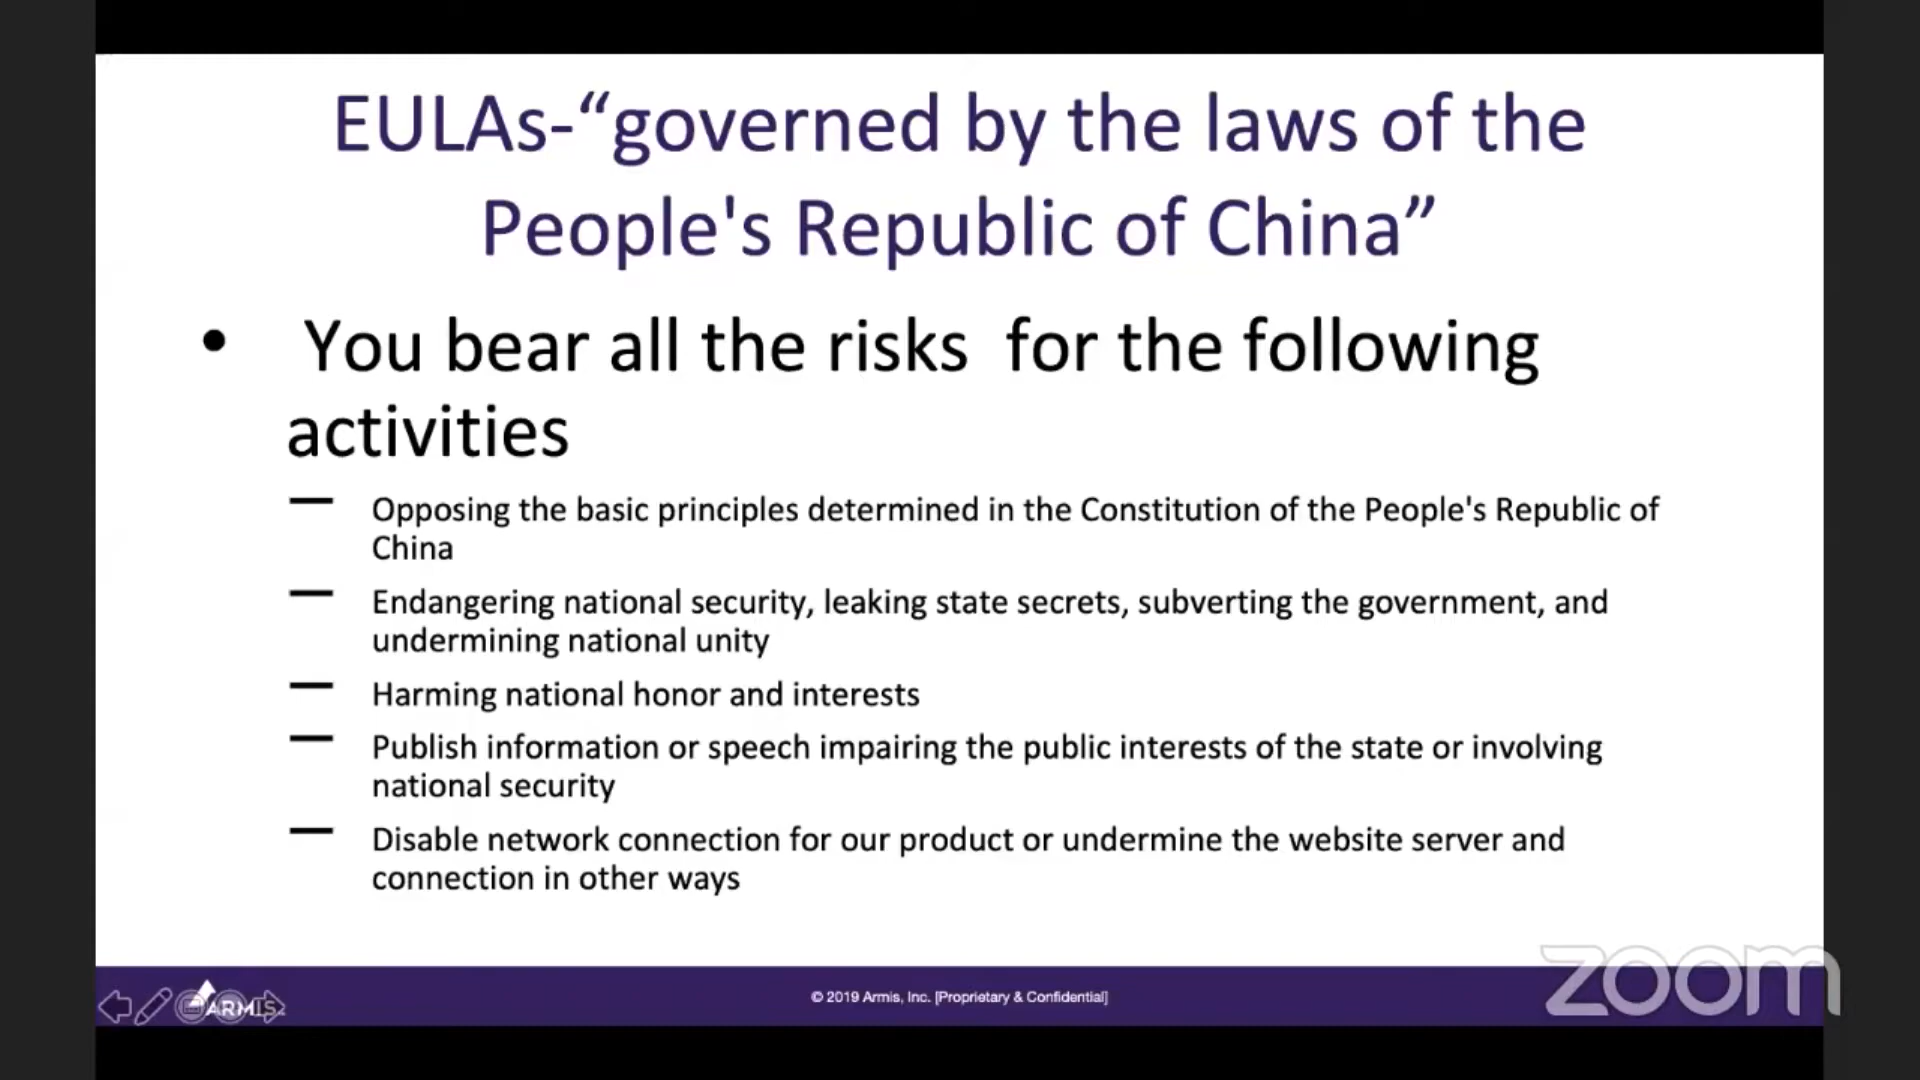 EULAs-“governed by the laws of the
People's Republic of China”
• You bear all the risks  for the following
activities
— Opposing the basic principles determined in the Constitution of the People's Republic of
China
— Endangering national security, leaking state secrets, subverting the government, and
undermining national unity
— Harming national honor and interests
— Publish information or speech impairing the public interests of the state or involving
national security
— Disable network connection for our product or undermine the website server and
connection in other ways
ARMIS.
© 2019 Armis, Inc. [Proprietary & Confidential]
zoom